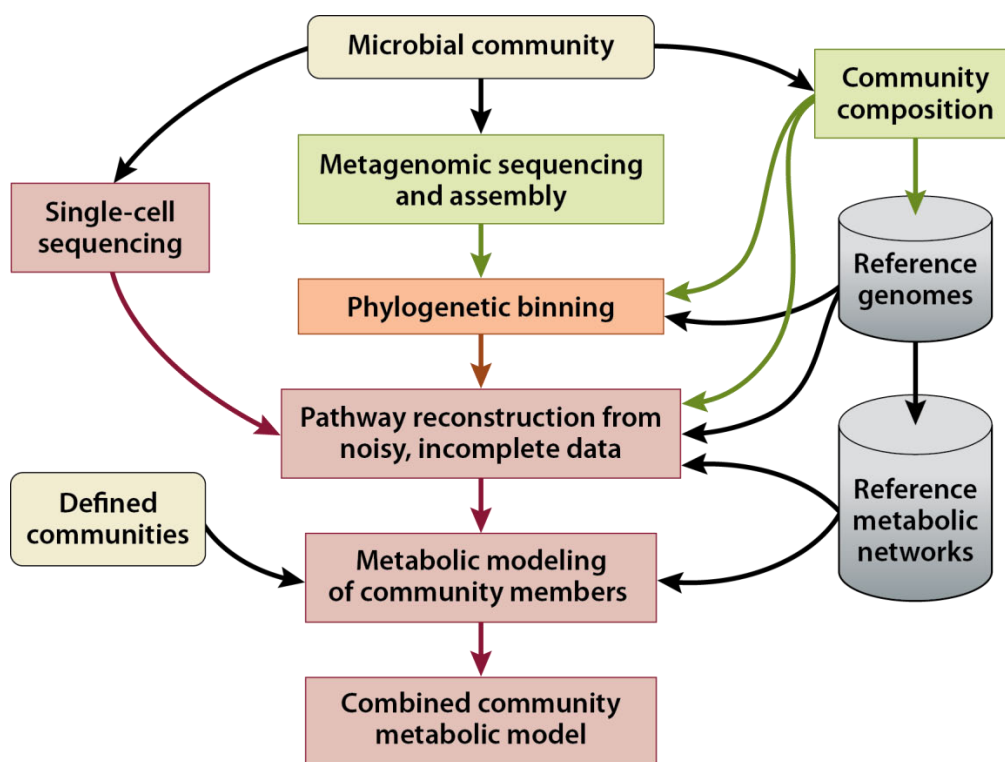 Microbial community
Community
composition
Metagenomic sequencing
and assembly
Single-cell
sequencing
Reference
genomes
Phylogenetic binning
Pathway reconstruction from
noisy, incomplete data
Defined
communities
Reference
metabolic
networks
Metabolic modeling
of community members
Combined community
metabolic model